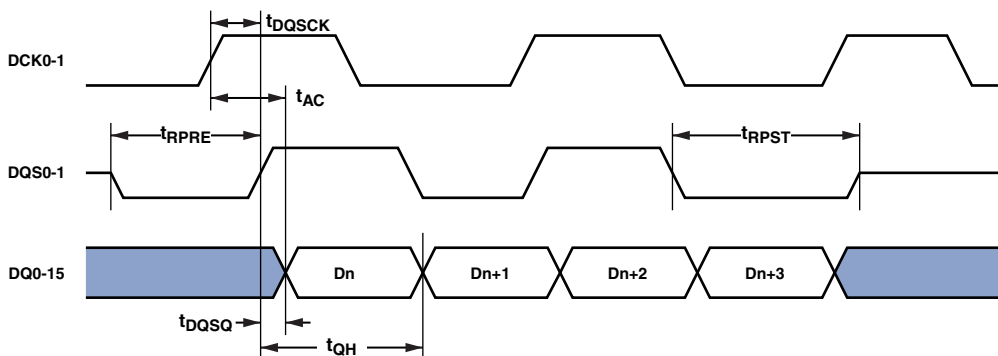 tDQSCK
DCK0-1
tAC
tRPRE
tRPST
DQS0-1
DQ0-15
Dn
Dn+1
Dn+2
Dn+3
tDQSQ
tQH